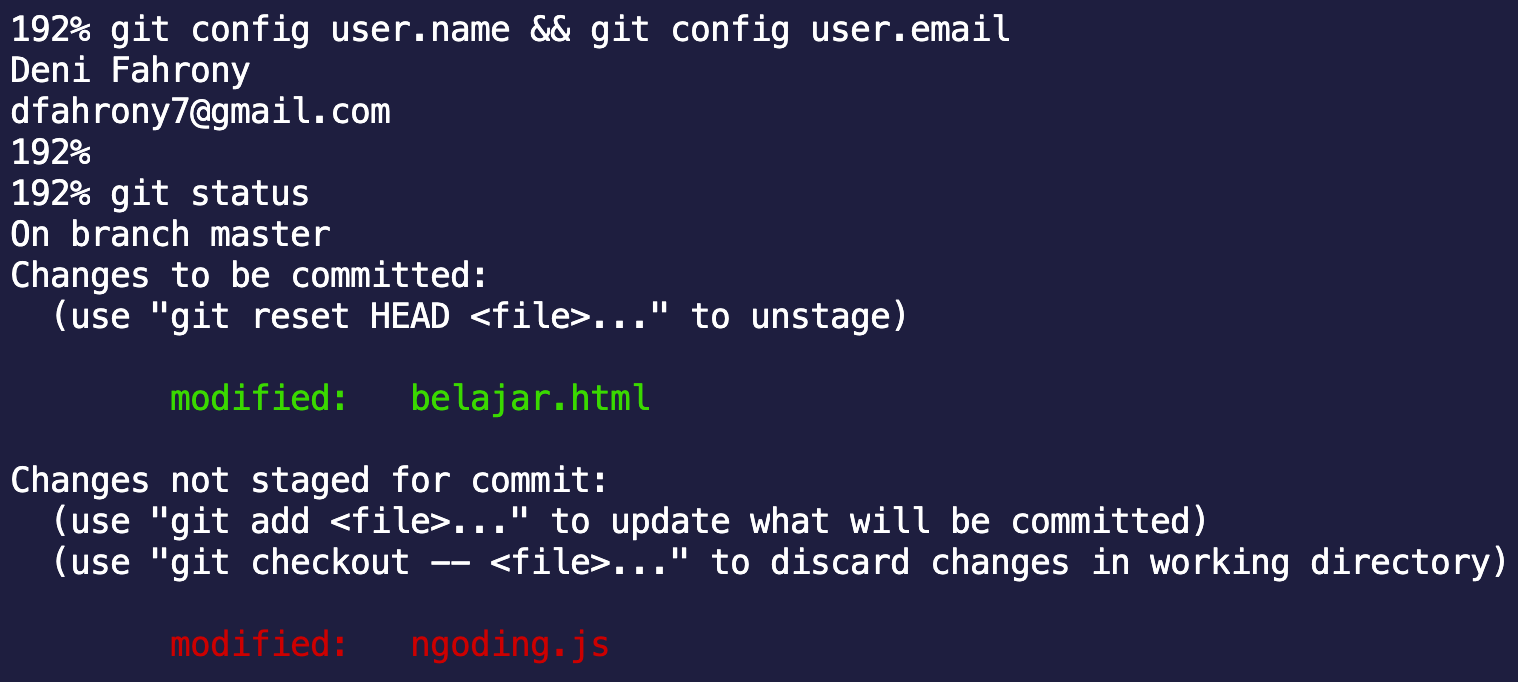 192% git config user.name && git config user.email
Deni Fahrony
dfahrony7@gmail.com
192%
192% git status
On branch master
Changes to be committed:
  (use "git reset HEAD <file>..." to unstage)

        modified:   belajar.html

Changes not staged for commit:
  (use "git add <file>..." to update what will be committed)
  (use "git checkout -- <file>..." to discard changes in working directory)

        modified:   ngoding.js